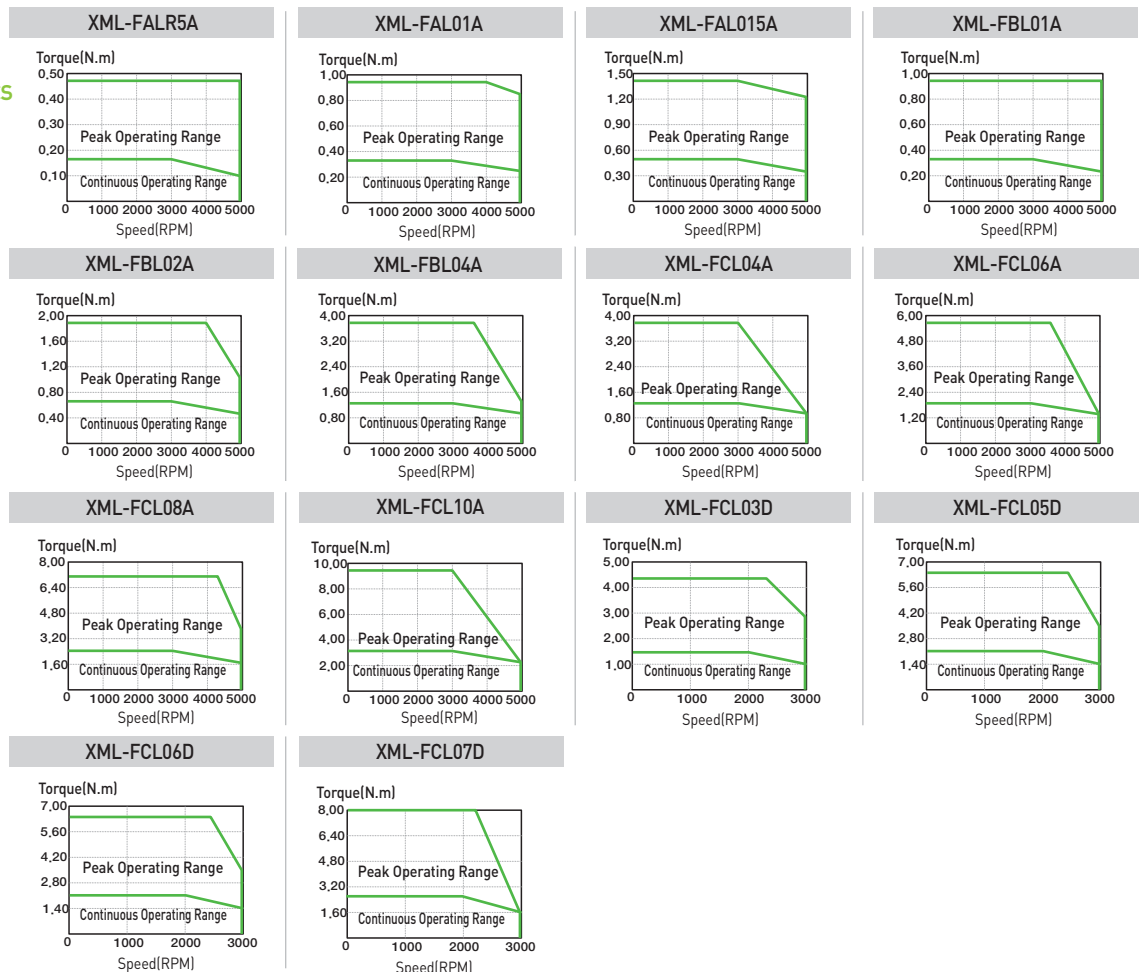 XML-FALR5A
XML-FAL01A
XML-FAL015A
XML-FBL01A
s
Torque(N.m)
0,50
0,40
0,30
0,20
0,10
Peak Operating Range
Continuous Operating Range
0 1000 2000 3000 4000 5000
Speed(RPM)
Torque(N.m)
1,00
0,80
0,60
0,40
0,20
Peak Operating Range
Continuous Operating Range
0 1000 2000 3000 4000 5000
Speed(RPM)
Torque(N.m)
1,50
1,20
0,90
0,60
0,30
Peak Operating Range
Continuous Operating Range
0 1000 2000 3000 4000 5000
Speed(RPM)
Torque(N.m)
1,00
0,80
0,60
0,40
0,20
Peak Operating Range
Continuous Operating Range
0 1000 2000 3000 4000 5000
Speed(RPM)
XML-FBL02A
XML-FBL04A
XML-FCL04A
XML-FCL06A
Torque(N.m)
2,00
1,60
1,20
0,80
0,40
Peak Operating Range
Continuous Operating Range
0 1000 2000 3000 4000 5000
Speed(RPM)
Torque(N.m)
4,00
3,20
2,40
1,60
0,80
Peak Operating Range
Continuous Operating Range
0 1000 2000 3000 4000 5000
Speed(RPM)
Torque(N.m)
4,00
3,20
2,40
1,60
0,80
Peak Operating Range
Continuous Operating Range
0 1000 2000 3000 4000 5000
Speed(RPM)
Torque(N.m)
6,00
4,80
3,60
2,40
1,20
Peak Operating Range
Continuous Operating Range
0 1000 2000 3000 4000 5000
Speed(RPM)
XML-FCL08A
XML-FCL10A
XML-FCL03D
XML-FCL05D
Torque(N.m)
8,00
6,40
4,80
3,20
1,60
Peak Operating Range
Continuous Operating Range
0 1000 2000 3000 4000 5000
Speed(RPM)
Torque(N.m)
10,00
8,00
6,00
4,00
2,00
Peak Operating Range
Continuous Operating Range
0 1000 2000 3000 4000 5000
Speed(RPM)
Torque(N.m)
5,00
4,00
3,00
2,00
1,00
Peak Operating Range
Continuous Operating Range
0 1000 2000 3000
Speed(RPM)
Torque(N.m)
7,00
5,60
4,20
2,80
1,40
Peak Operating Range
Continuous Operating Range
0 1000 2000 3000
Speed(RPM)
XML-FCL06D
XML-FCL07D
Torque(N.m)
7,00
5,60
4,20
2,80
1,40
Peak Operating Range
Continuous Operating Range
0 1000 2000 3000
Speed(RPM)
Torque(N.m)
8,00
6,40
4,80
3,20
1,60
Peak Operating Range
Continuous Operating Range
0 1000 2000 3000
Speed(RPM)